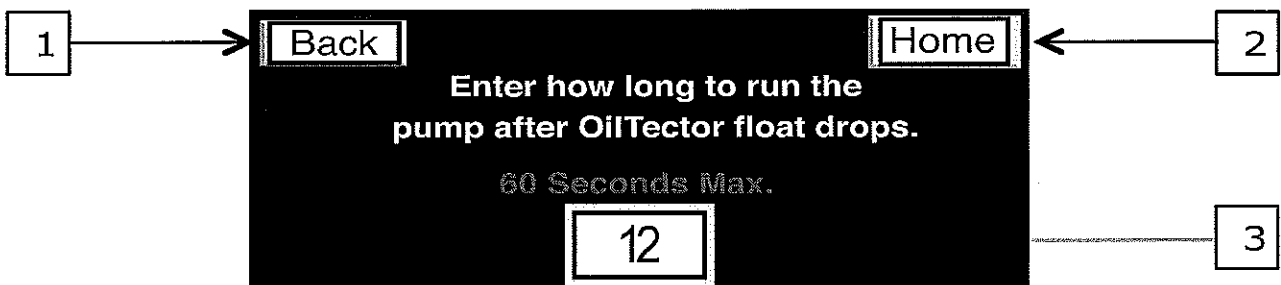 1
Back
Home
2
Enter how long to run the
pump after OilTector float drops.
60 Seconds Max.
12
3